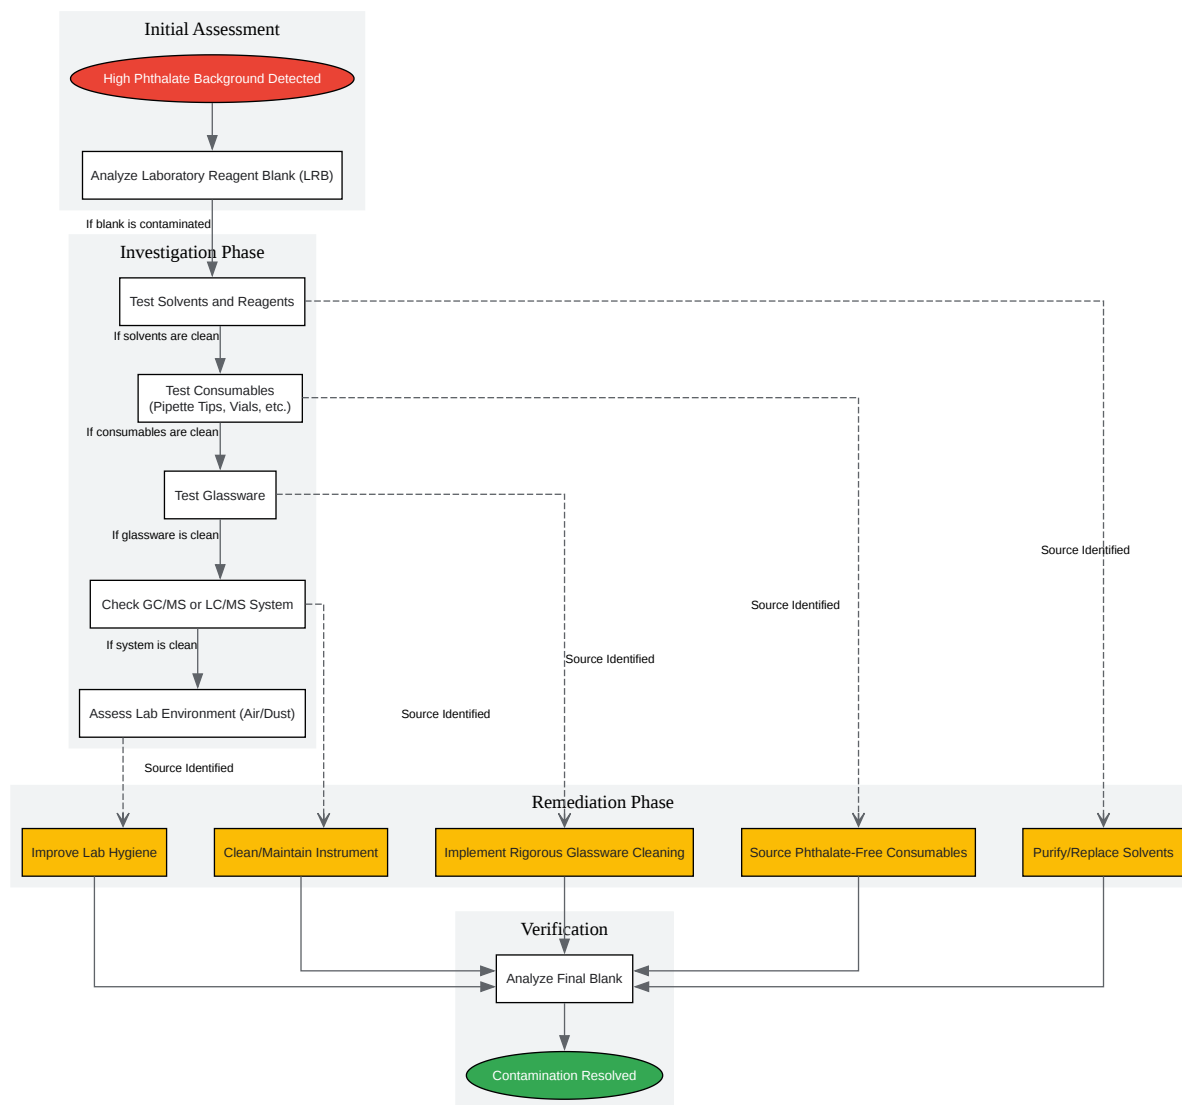 Initial Assessment
High Phthalate Background Detected
Analyze Laboratory Reagent Blank (LRB)
If blank is contaminated
Investigation Phase
Test Solvents and Reagents
If solvents are clean
Test Consumables
(Pipette Tips, Vials, etc.)
If consumables are clean
Test Glassware
If glassware is clean
Source Identified
Check GC/MS or LC/MS System
Source Identified
If system is clean
Source Identified
Assess Lab Environment (Air/Dust)
Source Identified
Source Identified
Remediation Phase
Improve Lab Hygiene
Clean/Maintain Instrument
Implement Rigorous Glassware Cleaning
Source Phthalate-Free Consumables
Purify/Replace Solvents
Verification
Analyze Final Blank
Contamination Resolved